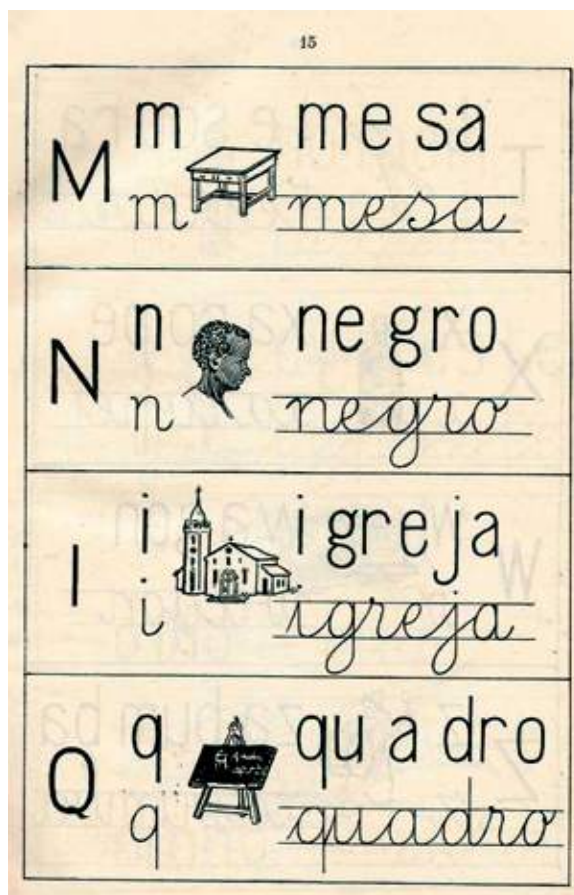 15
M m me sa
m mesa
N n ne gro
n negro
I i i gre ja
i igreja
Q q qu a dro
q quadro